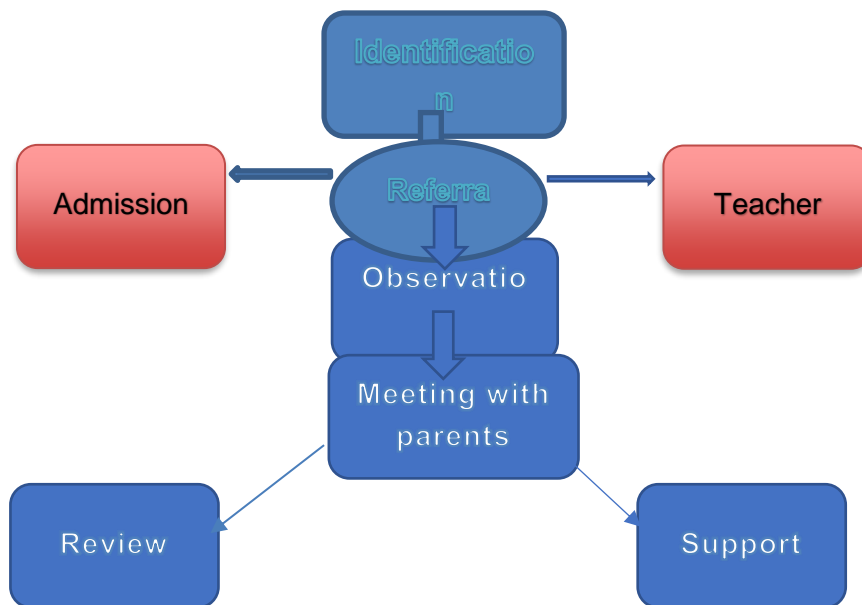 Identificatio
n
Admission
Referra
Teacher
Observatio
Meeting with
parents
Review
Support